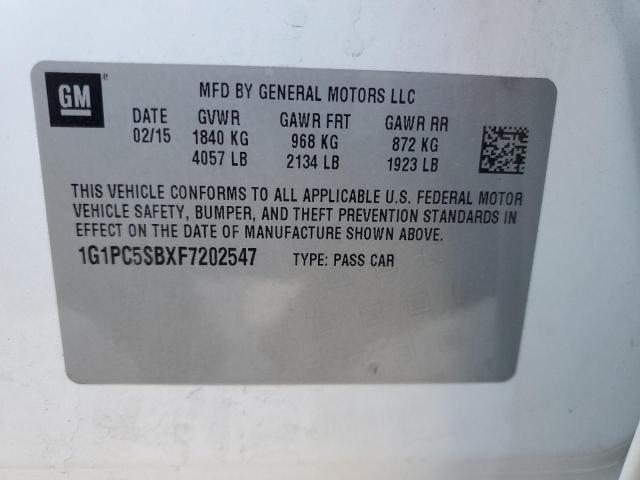 GM
MFD BY GENERAL MOTORS LLC
DATE GVWR GAWR FRT GAWR RR
02/15 1840 KG 968 KG 872 KG
4057 LB 2134 LB 1923 LB
THIS VEHICLE CONFORMS TO ALL APPLICABLE U.S. FEDERAL MOTOR
VEHICLE SAFETY, BUMPER, AND THEFT PREVENTION STANDARDS IN
EFFECT ON THE DATE OF MANUFACTURE SHOWN ABOVE.
1G1PC5SBXF7202547 TYPE: PASS CAR